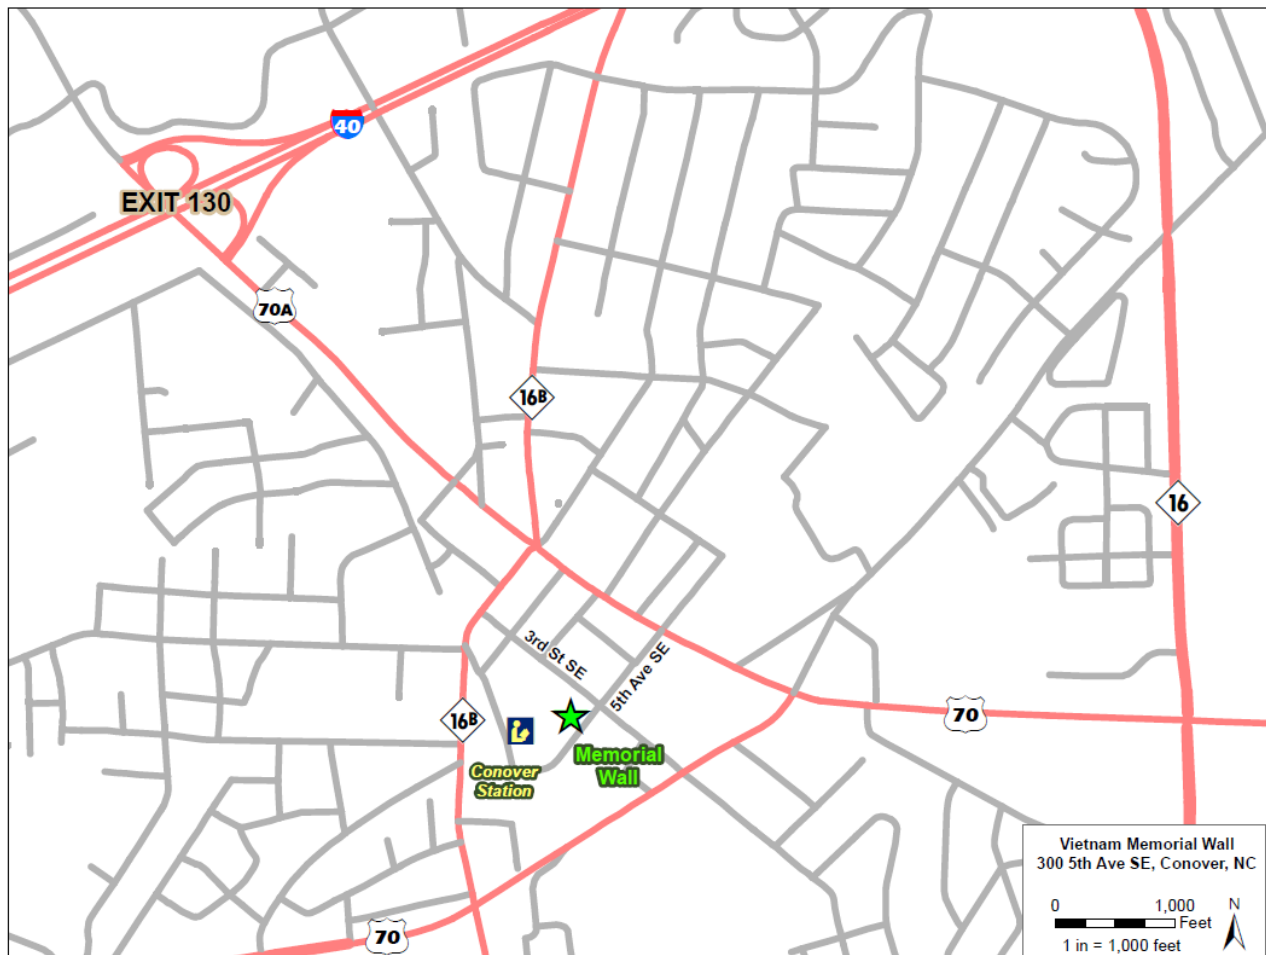 40
EXIT 130
70A
16B
16
3rd St SE
5th Ave SE
16B
70
Memorial
Wall
Conover
Station
70
Vietnam Memorial Wall
300 5th Ave SE, Conover, NC
0 1,000
Feet
N
1 in = 1,000 feet